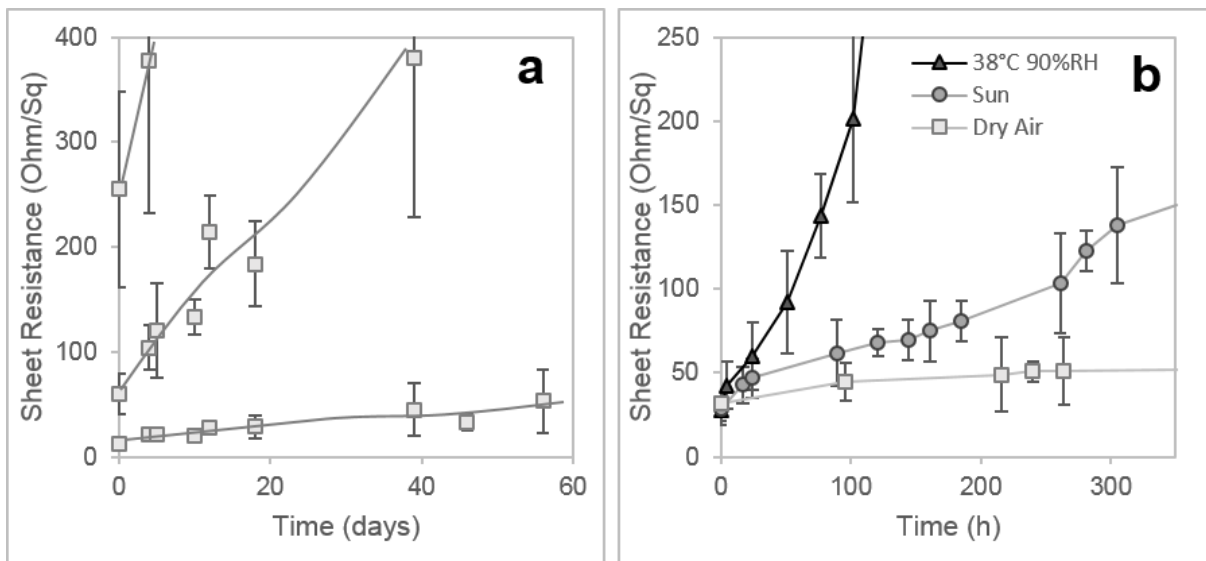 a
400
300
200
100
0
Sheet Resistance (Ohm/Sq)
0 20 40 60
Time (days)
b
250
200
150
100
50
0
Sheet Resistance (Ohm/Sq)
38°C 90%RH
Sun
Dry Air
0 100 200 300
Time (h)